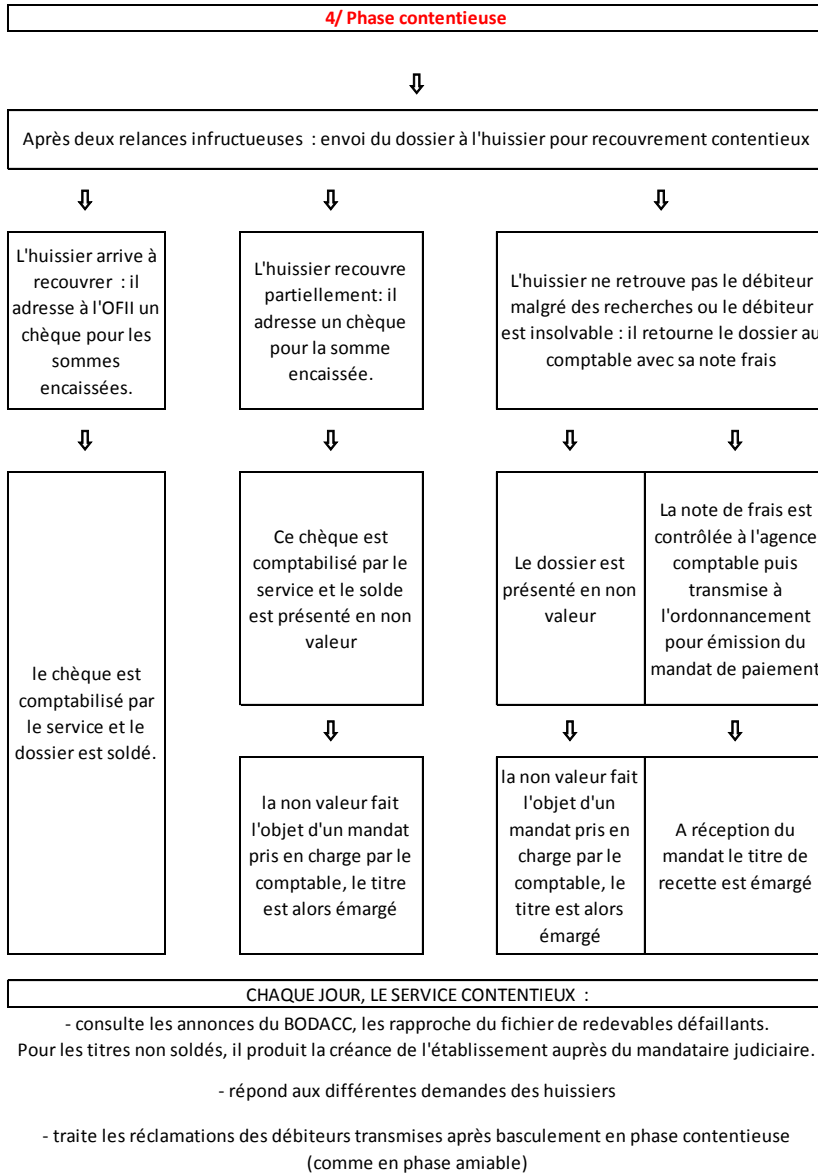 4/ Phase contentieuse
Après deux relances infructueuses : envoi du dossier à l'huissier pour recouvrement contentieux
L'huissier arrive à
recouvrer : il
adresse à l'OFII un
chèque pour les
sommes
encaissées.
L'huissier recouvre
partiellement: il
adresse un chèque
pour la somme
encaissée.
L'huissier ne retrouve pas le débiteur
malgré des recherches ou le débiteur
est insolvable : il retourne le dossier au
comptable avec sa note frais
le chèque est
comptabilisé par
le service et le
dossier est soldé.
Ce chèque est
comptabilisé par le
service et le solde
est présenté en non
valeur
Le dossier est
présenté en non
valeur
La note de frais est
contrôlée à l'agence
comptable puis
transmise à
l'ordonnancement
pour émission du
mandat de paiement
la non valeur fait
l'objet d'un mandat
pris en charge par le
comptable, le titre
est alors émargé
la non valeur fait
l'objet d'un
mandat pris en
charge par le
comptable, le
titre est alors
émargé
A réception du
mandat le titre de
recette est émargé
CHAQUE JOUR, LE SERVICE CONTENTIEUX :
- consulte les annonces du BODACC, les rapproche du fichier de redevables défaillants.
Pour les titres non soldés, il produit la créance de l'établissement auprès du mandataire judiciaire.
- répond aux différentes demandes des huissiers
- traite les réclamations des débiteurs transmises après basculement en phase contentieuse
(comme en phase amiable)